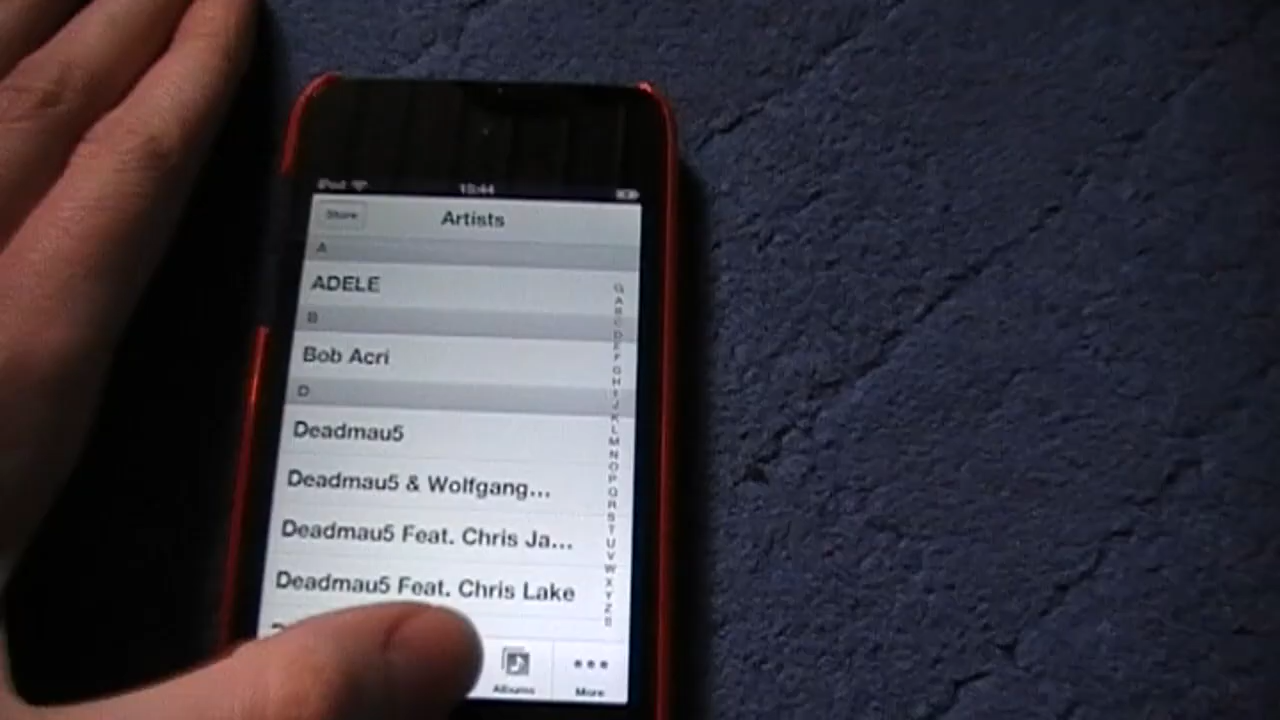 iPod 18:44
Store Artists
A
ADELE
B
Bob Acri
D
Deadmau5
Deadmau5 & Wolfgang...
Deadmau5 Feat. Chris Ja...
Deadmau5 Feat. Chris Lake
Albums More
A
B
C
D
E
F
G
H
I
J
K
L
M
N
O
P
Q
R
S
T
U
V
W
X
Y
Z